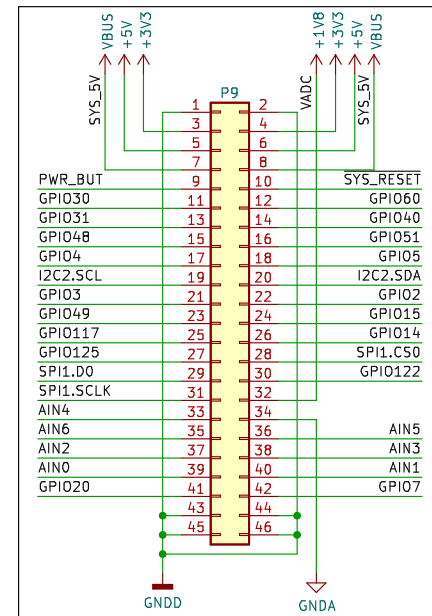 VBUS +5V +3V3 +1V8 +3V3 +5V VBUS
SYS_5V VADC SYS_5V
P9
1 2
3 4
5 6
7 8
PWR_BUT 9 10 SYS_RESET
GPIO30 11 12 GPIO60
GPIO31 13 14 GPIO40
GPIO48 15 16 GPIO51
GPIO4 17 18 GPIO5
I2C2.SCL 19 20 I2C2.SDA
GPIO3 21 22 GPIO2
GPIO49 23 24 GPIO15
GPIO117 25 26 GPIO14
GPIO125 27 28 SPI1.CS0
SPI1.D0 29 30 GPIO122
SPI1.SCLK 31 32
AIN4 33 34
AIN6 35 36 AIN5
AIN2 37 38 AIN3
AIN0 39 40 AIN1
GPIO20 41 42 GPIO7
43 44
45 46
GNDD GNDA